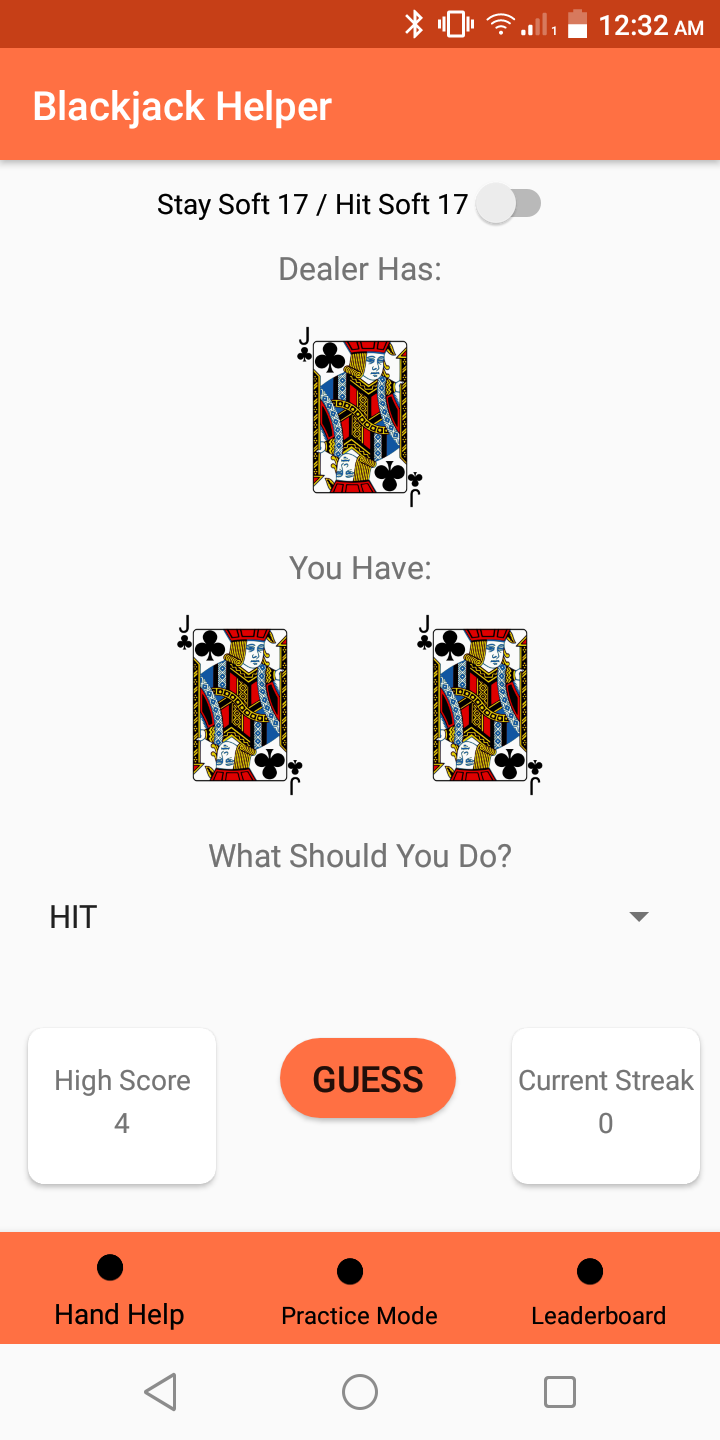 1 12:32 AM
Blackjack Helper
Stay Soft 17 / Hit Soft 17
Dealer Has:
J
J
You Have:
J J
J J
What Should You Do?
HIT
High Score GUESS Current Streak
4 0
Hand Help Practice Mode Leaderboard